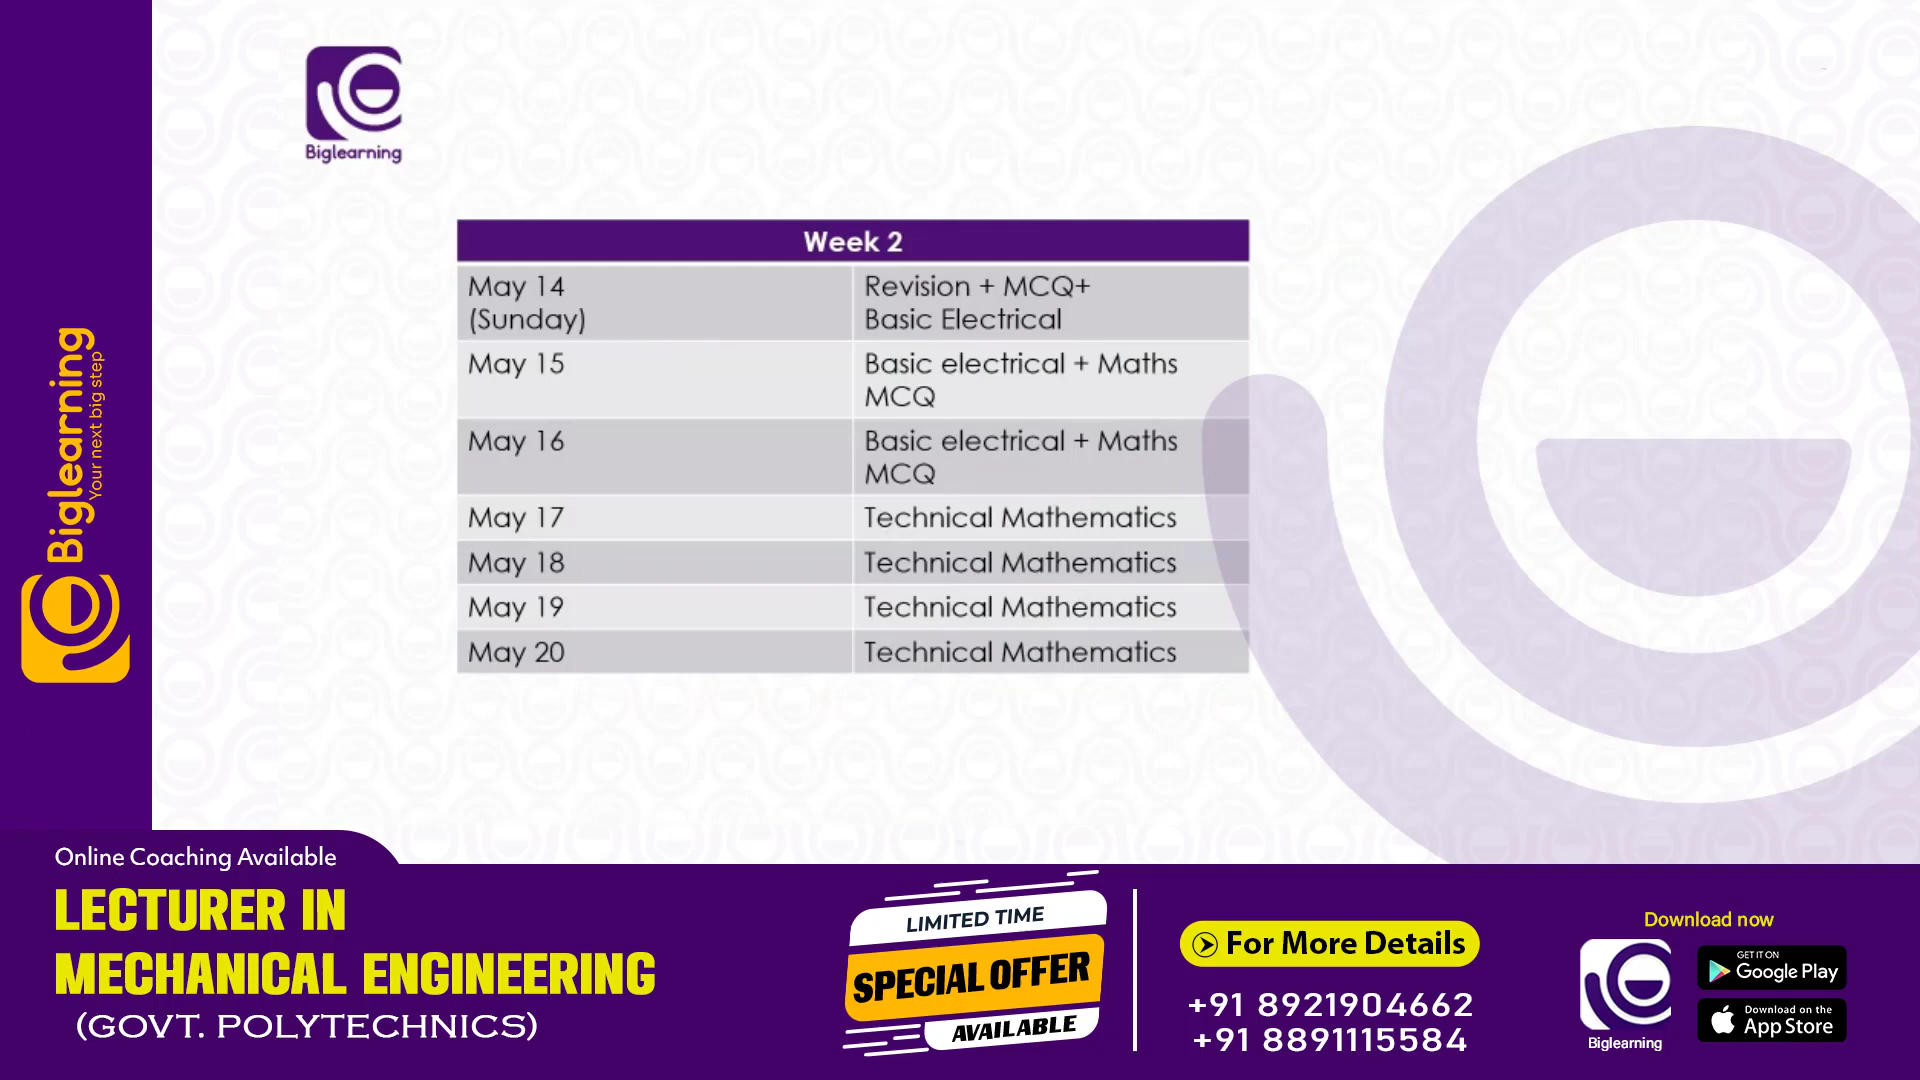 Biglearning
Week 2
May 14
(Sunday)
Revision + MCQ+
Basic Electrical
May 15
Basic electrical + Maths
MCQ
May 16
Basic electrical + Maths
MCQ
May 17
Technical Mathematics
May 18
Technical Mathematics
May 19
Technical Mathematics
May 20
Technical Mathematics
Biglearning
Your next big step
Online Coaching Available
LECTURER IN
MECHANICAL ENGINEERING
(GOVT. POLYTECHNICS)
LIMITED TIME
SPECIAL OFFER
AVAILABLE
For More Details
+91 8921904662
+91 8891115584
Download now
Biglearning
GET IT ON
Google Play
Download on the
App Store